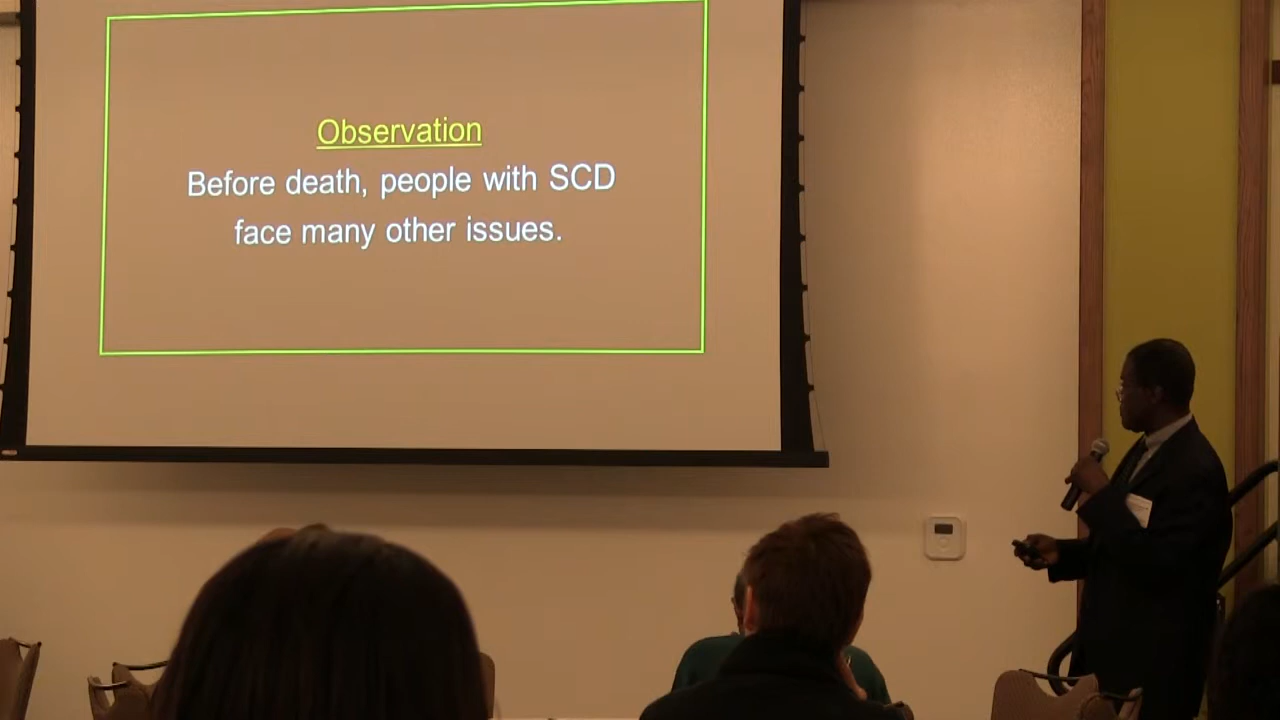 Observation
Before death, people with SCD
face many other issues.